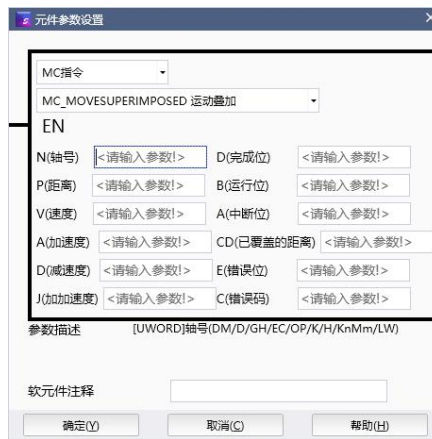 元件参数设置
MC指令
MC_MOVESUPERIMPOSED 运动叠加
EN
N(轴号) <请输入参数!> D(完成位) <请输入参数!>
P(距离) <请输入参数!> B(运行位) <请输入参数!>
V(速度) <请输入参数!> A(中断位) <请输入参数!>
A(加速度) <请输入参数!> CD(已覆盖的距离) <请输入参数!>
D(减速度) <请输入参数!> E(错误位) <请输入参数!>
J(加加速度) <请输入参数!> C(错误码) <请输入参数!>
参数描述 [UWORD]轴号(DM/D/GH/EC/OP/K/H/KnMm/LW)
软元件注释
确定(Y) 取消(C) 帮助(H)